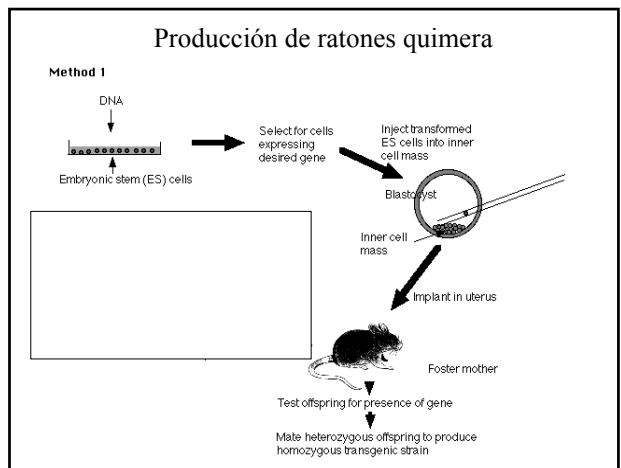 Producción de ratones quimera
Method 1
DNA
Embryonic stem (ES) cells
Select for cells
expressing
desired gene
Inject transformed
ES cells into inner
cell mass
Blastocyst
Inner cell
mass
Implant in uterus
Foster mother
Test offspring for presence of gene
Mate heterozygous offspring to produce
homozygous transgenic strain